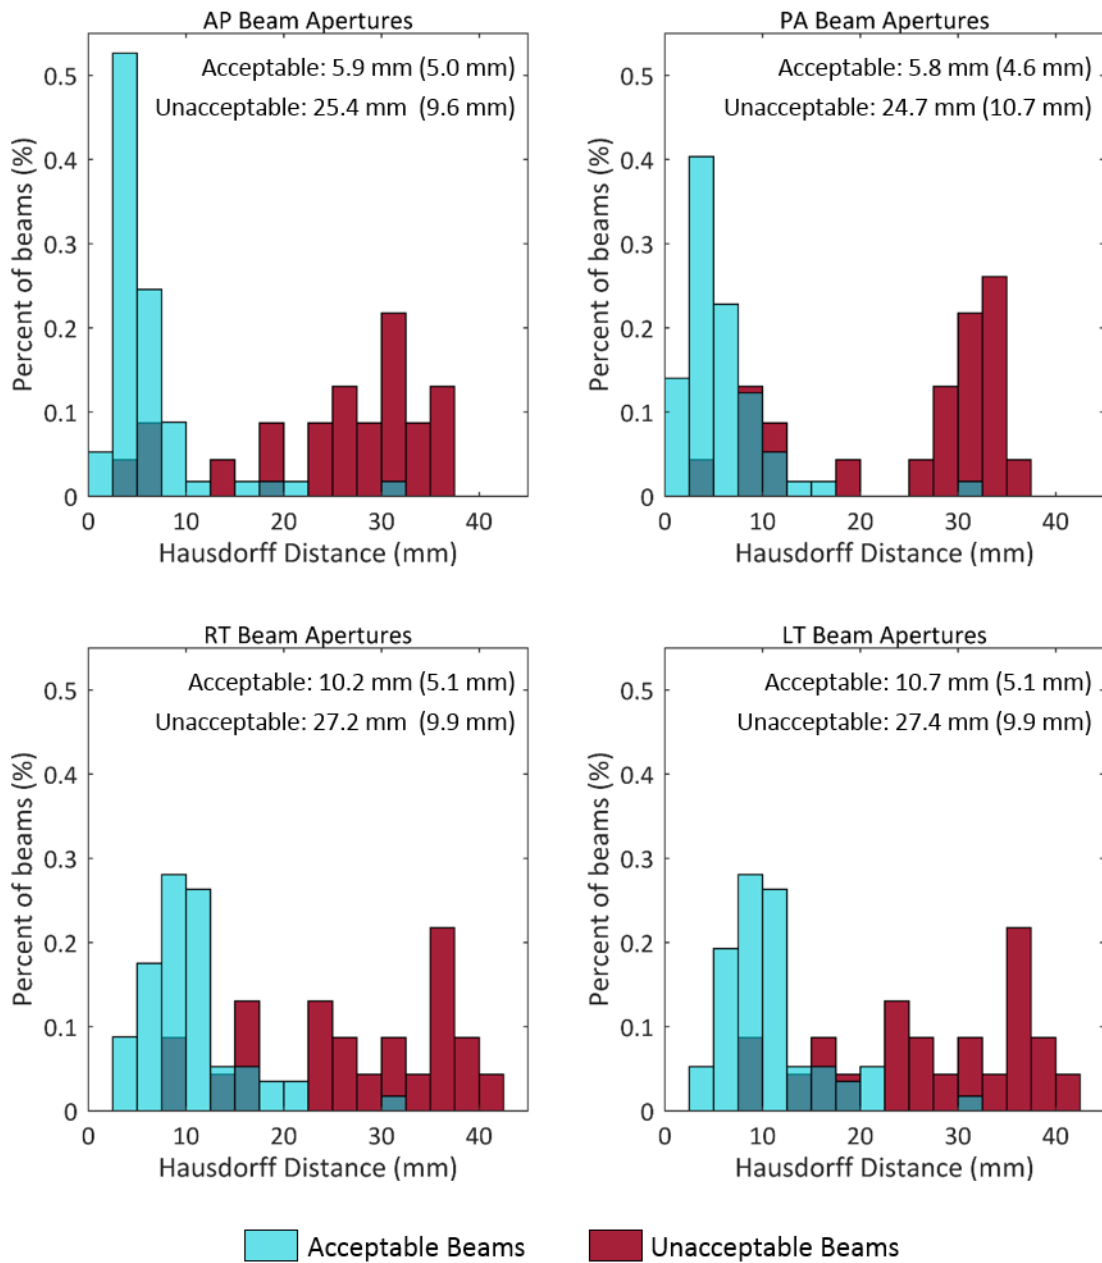 AP Beam Apertures
Acceptable: 5.9 mm (5.0 mm)
Unacceptable: 25.4 mm (9.6 mm)
Percent of beams (%)
0.5
0.4
0.3
0.2
0.1
0
0 10 20 30 40
Hausdorff Distance (mm)
PA Beam Apertures
Acceptable: 5.8 mm (4.6 mm)
Unacceptable: 24.7 mm (10.7 mm)
Percent of beams (%)
0.5
0.4
0.3
0.2
0.1
0
0 10 20 30 40
Hausdorff Distance (mm)
RT Beam Apertures
Acceptable: 10.2 mm (5.1 mm)
Unacceptable: 27.2 mm (9.9 mm)
Percent of beams (%)
0.5
0.4
0.3
0.2
0.1
0
0 10 20 30 40
Hausdorff Distance (mm)
LT Beam Apertures
Acceptable: 10.7 mm (5.1 mm)
Unacceptable: 27.4 mm (9.9 mm)
Percent of beams (%)
0.5
0.4
0.3
0.2
0.1
0
0 10 20 30 40
Hausdorff Distance (mm)
Acceptable Beams
Unacceptable Beams